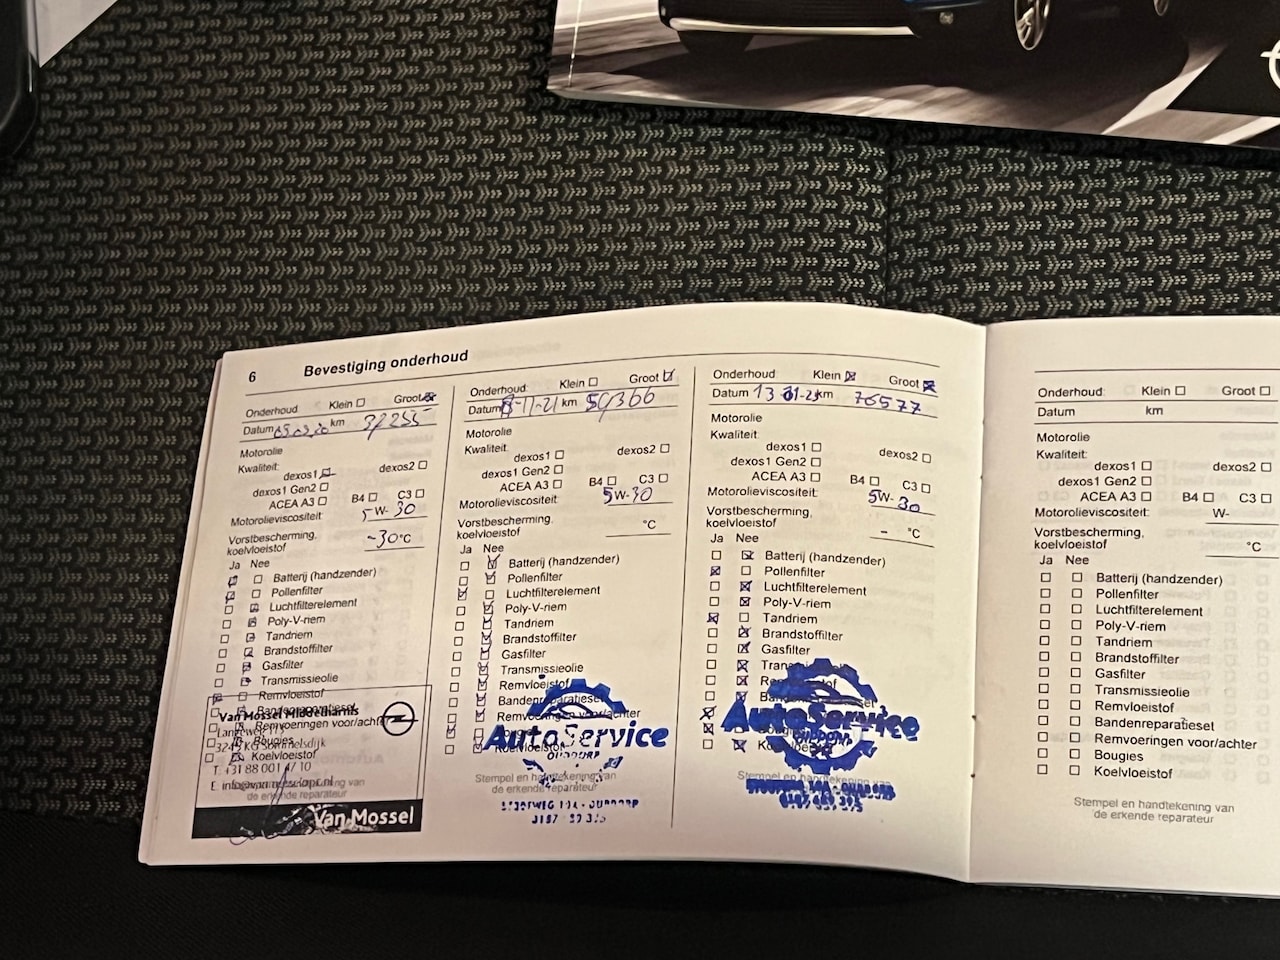 6 Bevestiging onderhoud
Onderhoud: Klein Groot
Datum km
Motorolie
Kwaliteit:
dexos1 dexos2
dexos1 Gen2
ACEA A3 B4 C3
Motorolieviscositeit: 5W-30
Vorstbescherming, koelvloeistof -30°C
Ja Nee
Batterij (handzender)
Pollenfilter
Luchtfilterelement
Poly-V-riem
Tandriem
Brandstoffilter
Gasfilter
Transmissieolie
Remvloeistof
Bandenreparatieset
Remvoeringen voor/achter
Bougies
Koelvloeistof
Van Mossel Middelharnis
Sommelsdijk
de erkende reparateur
Van Mossel
Onderhoud: Klein Groot
Datum -11-21 km 50366
Motorolie
Kwaliteit:
dexos1 dexos2
dexos1 Gen2
ACEA A3 B4 C3
Motorolieviscositeit: 5W-30
Vorstbescherming, koelvloeistof °C
Ja Nee
Batterij (handzender)
Pollenfilter
Luchtfilterelement
Poly-V-riem
Tandriem
Brandstoffilter
Gasfilter
Transmissieolie
Remvloeistof
Bandenreparatieset
Remvoeringen voor/achter
Koelvloeistof
AutoService
OUDDORP
Stempel en handtekening van
de erkende reparateur
Onderhoud: Klein Groot
Datum 13 km 76577
Motorolie
Kwaliteit:
dexos1 dexos2
dexos1 Gen2
ACEA A3 B4 C3
Motorolieviscositeit: 5W-30
Vorstbescherming, koelvloeistof - °C
Ja Nee
Batterij (handzender)
Pollenfilter
Luchtfilterelement
Poly-V-riem
Tandriem
Brandstoffilter
Gasfilter
AutoService
OUDDORP
Stempel en handtekening van
Onderhoud: Klein Groot
Datum km
Motorolie
Kwaliteit:
dexos1 dexos2
dexos1 Gen2
ACEA A3 B4 C3
Motorolieviscositeit: W-
Vorstbescherming,
koelvloeistof °C
Ja Nee
Batterij (handzender)
Pollenfilter
Luchtfilterelement
Poly-V-riem
Tandriem
Brandstoffilter
Gasfilter
Transmissieolie
Remvloeistof
Bandenreparatieset
Remvoeringen voor/achter
Bougies
Koelvloeistof
Stempel en handtekening van
de erkende reparateur